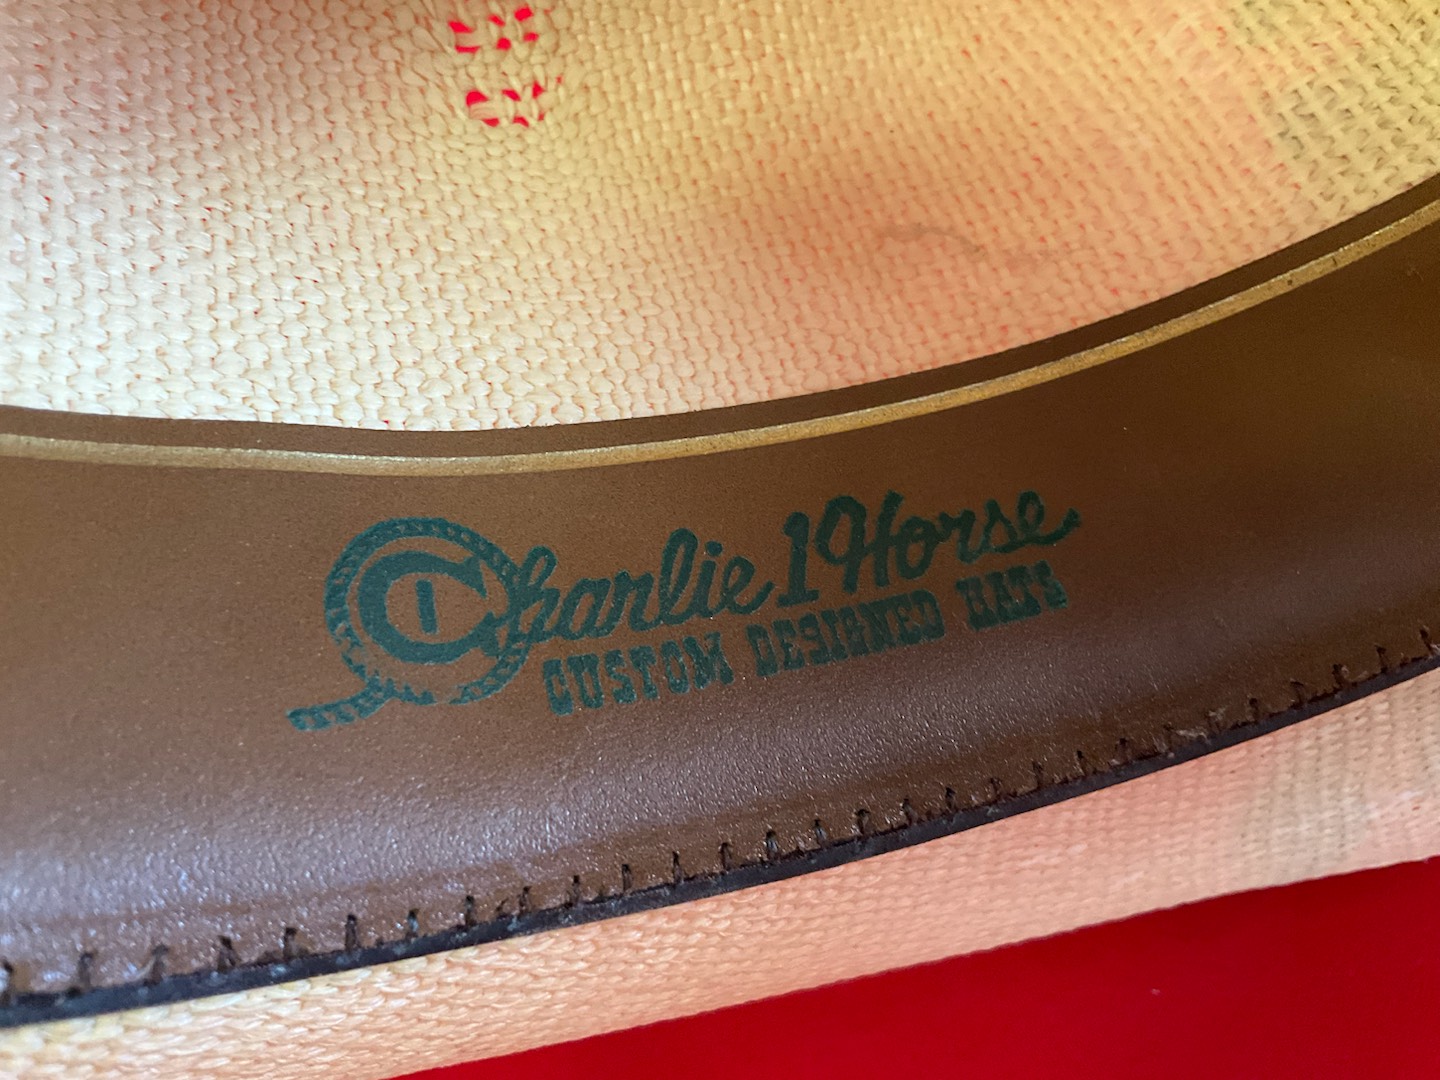 Charlie 1 Horse
CUSTOM DESIGNED HATS